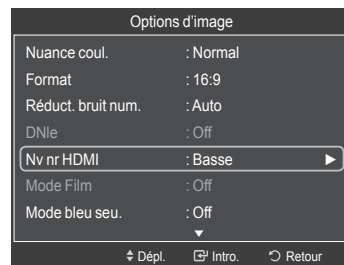 Options d'image
Nuance coul. : Normal
Format : 16:9
Réduct. bruit num. : Auto
DNIe : Off
Nv nr HDMI : Basse ►
Mode Film : Off
Mode bleu seu. : Off
▼
Dépl. Intro. Retour